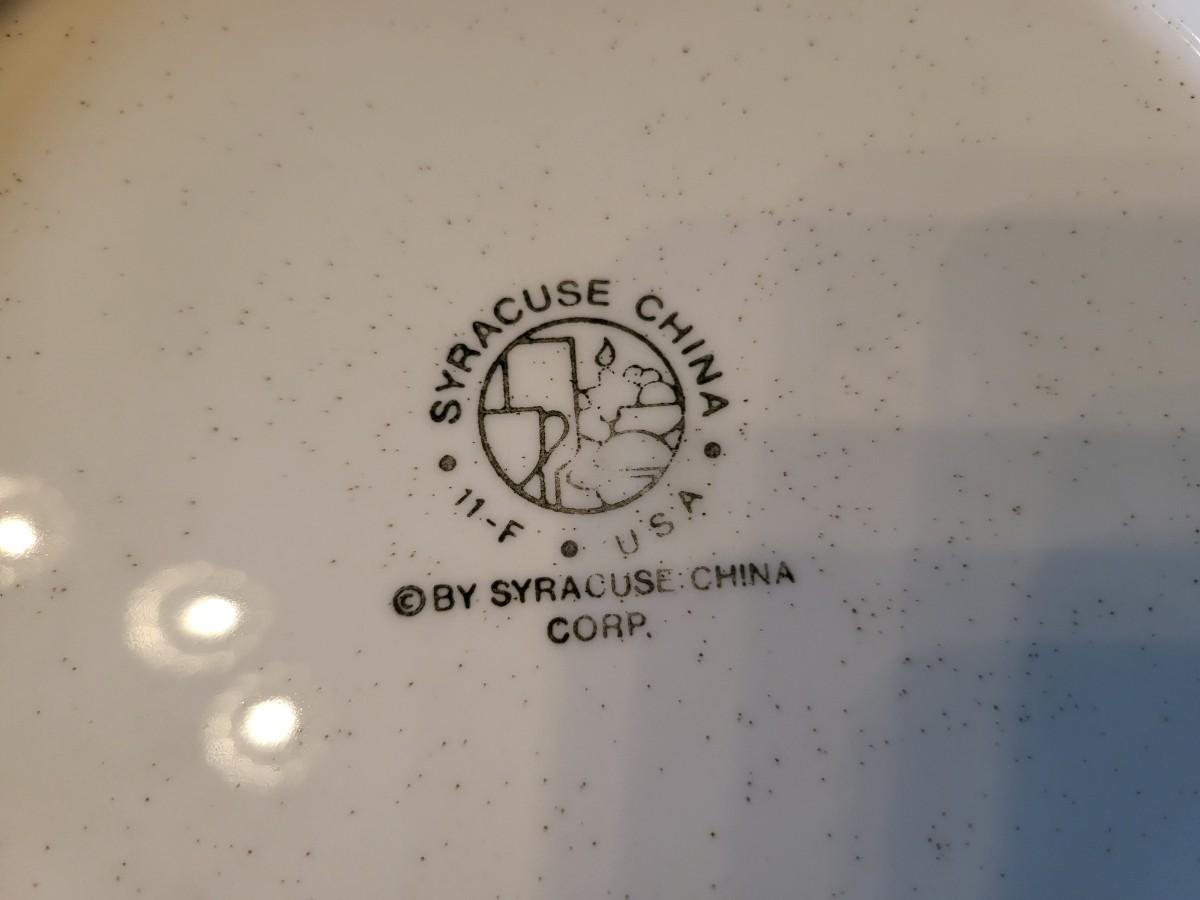 SYRACUSE CHINA
11-F • USA
©BY SYRACUSE CHINA
CORP.